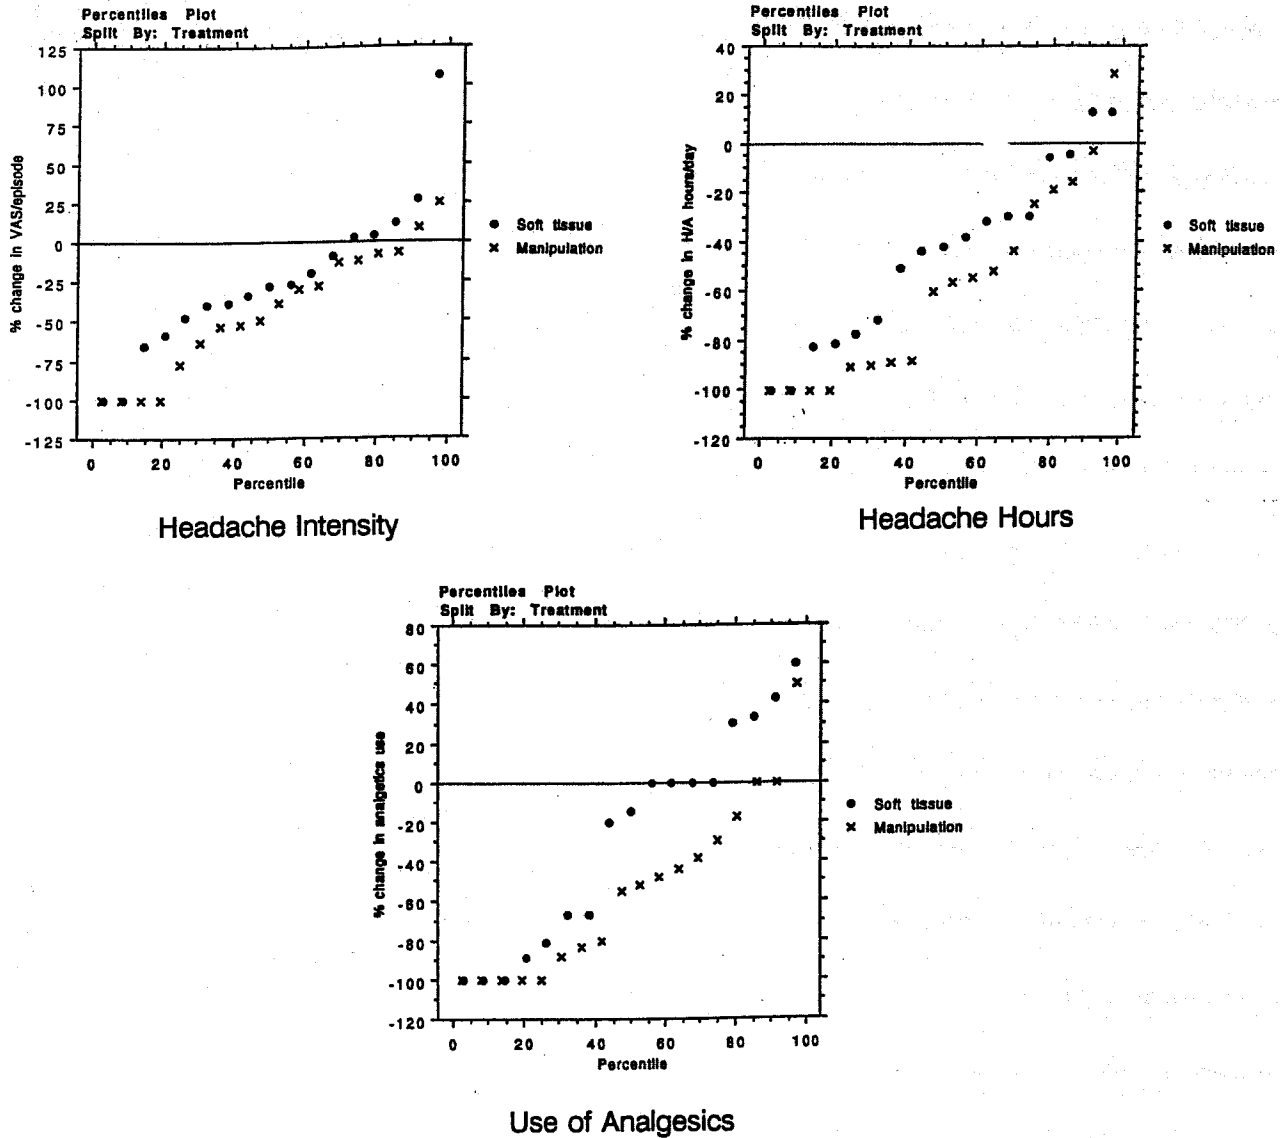 Percentiles Plot
Split By: Treatment
125
100
75
50
25
0
-25
-50
-75
-100
-125
% change in VAS/episode
0 20 40 60 80 100
Percentile
Soft tissue
Manipulation
Headache Intensity
Percentiles Plot
Split By: Treatment
40
20
0
-20
-40
-60
-80
-100
-120
% change in H/A hours/day
0 20 40 60 80 100
Percentile
Soft tissue
Manipulation
Headache Hours
Percentiles Plot
Split By: Treatment
80
60
40
20
0
-20
-40
-60
-80
-100
-120
% change in analgetics use
0 20 40 60 80 100
Percentile
Soft tissue
Manipulation
Use of Analgesics